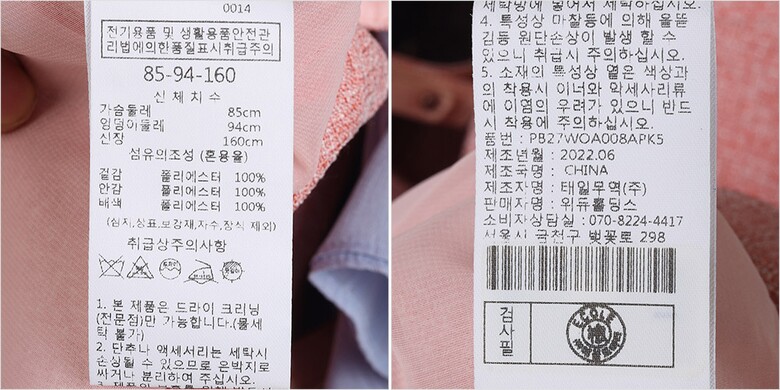 0014
전기용품 및 생활용품안전관
리법에의한품질표시취급주의
85-94-160
신 체 치 수
가슴둘레 85cm
엉덩이둘레 94cm
신장 160cm
섬유의조성 (혼용율)
겉감 폴리에스터 100%
안감 폴리에스터 100%
배색 폴리에스터 100%
(심지,상표,보강재,자수,장식 제외)
취급상주의사항
1. 본 제품은 드라이 크리닝
(전문점)만 가능합니다.(물세
탁 불가)
2. 단추나 액세서리는 세탁시
손상될 수 있으므로 은박지로
싸거나 분리하여 주십시오.
세탁망에 넣어서 세탁하십시오.
4. 특성상 마찰등에 의해 올뜯
김등 원단손상이 발생 할 수
있으니 취급시 주의하십시오.
5. 소재의 특성상 옅은 색상과
의 착용시 이너와 악세사리류
에 이염의 우려가 있으니 반드
시 착용에 주의하십시오.
품번 : PB27WOA008APK5
제조년월 : 2022.06
제조국명 : CHINA
제조자명 : 태일무역(주)
판매자명 : 위듀홀딩스
소비자상담실 : 070-8224-4417
서울시 금천구 벚꽃로 298
검사필
ECOLE